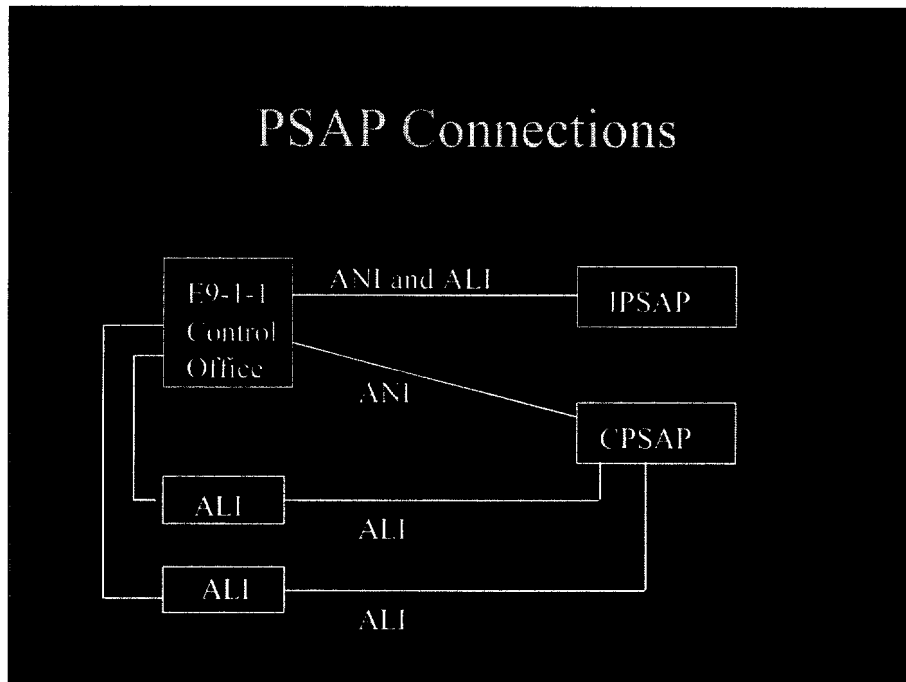 PSAP Connections
E9-1-1
Control
Office
ANI and ALI
IPSAP
ANI
CPSAP
ALI
ALI
ALI
ALI